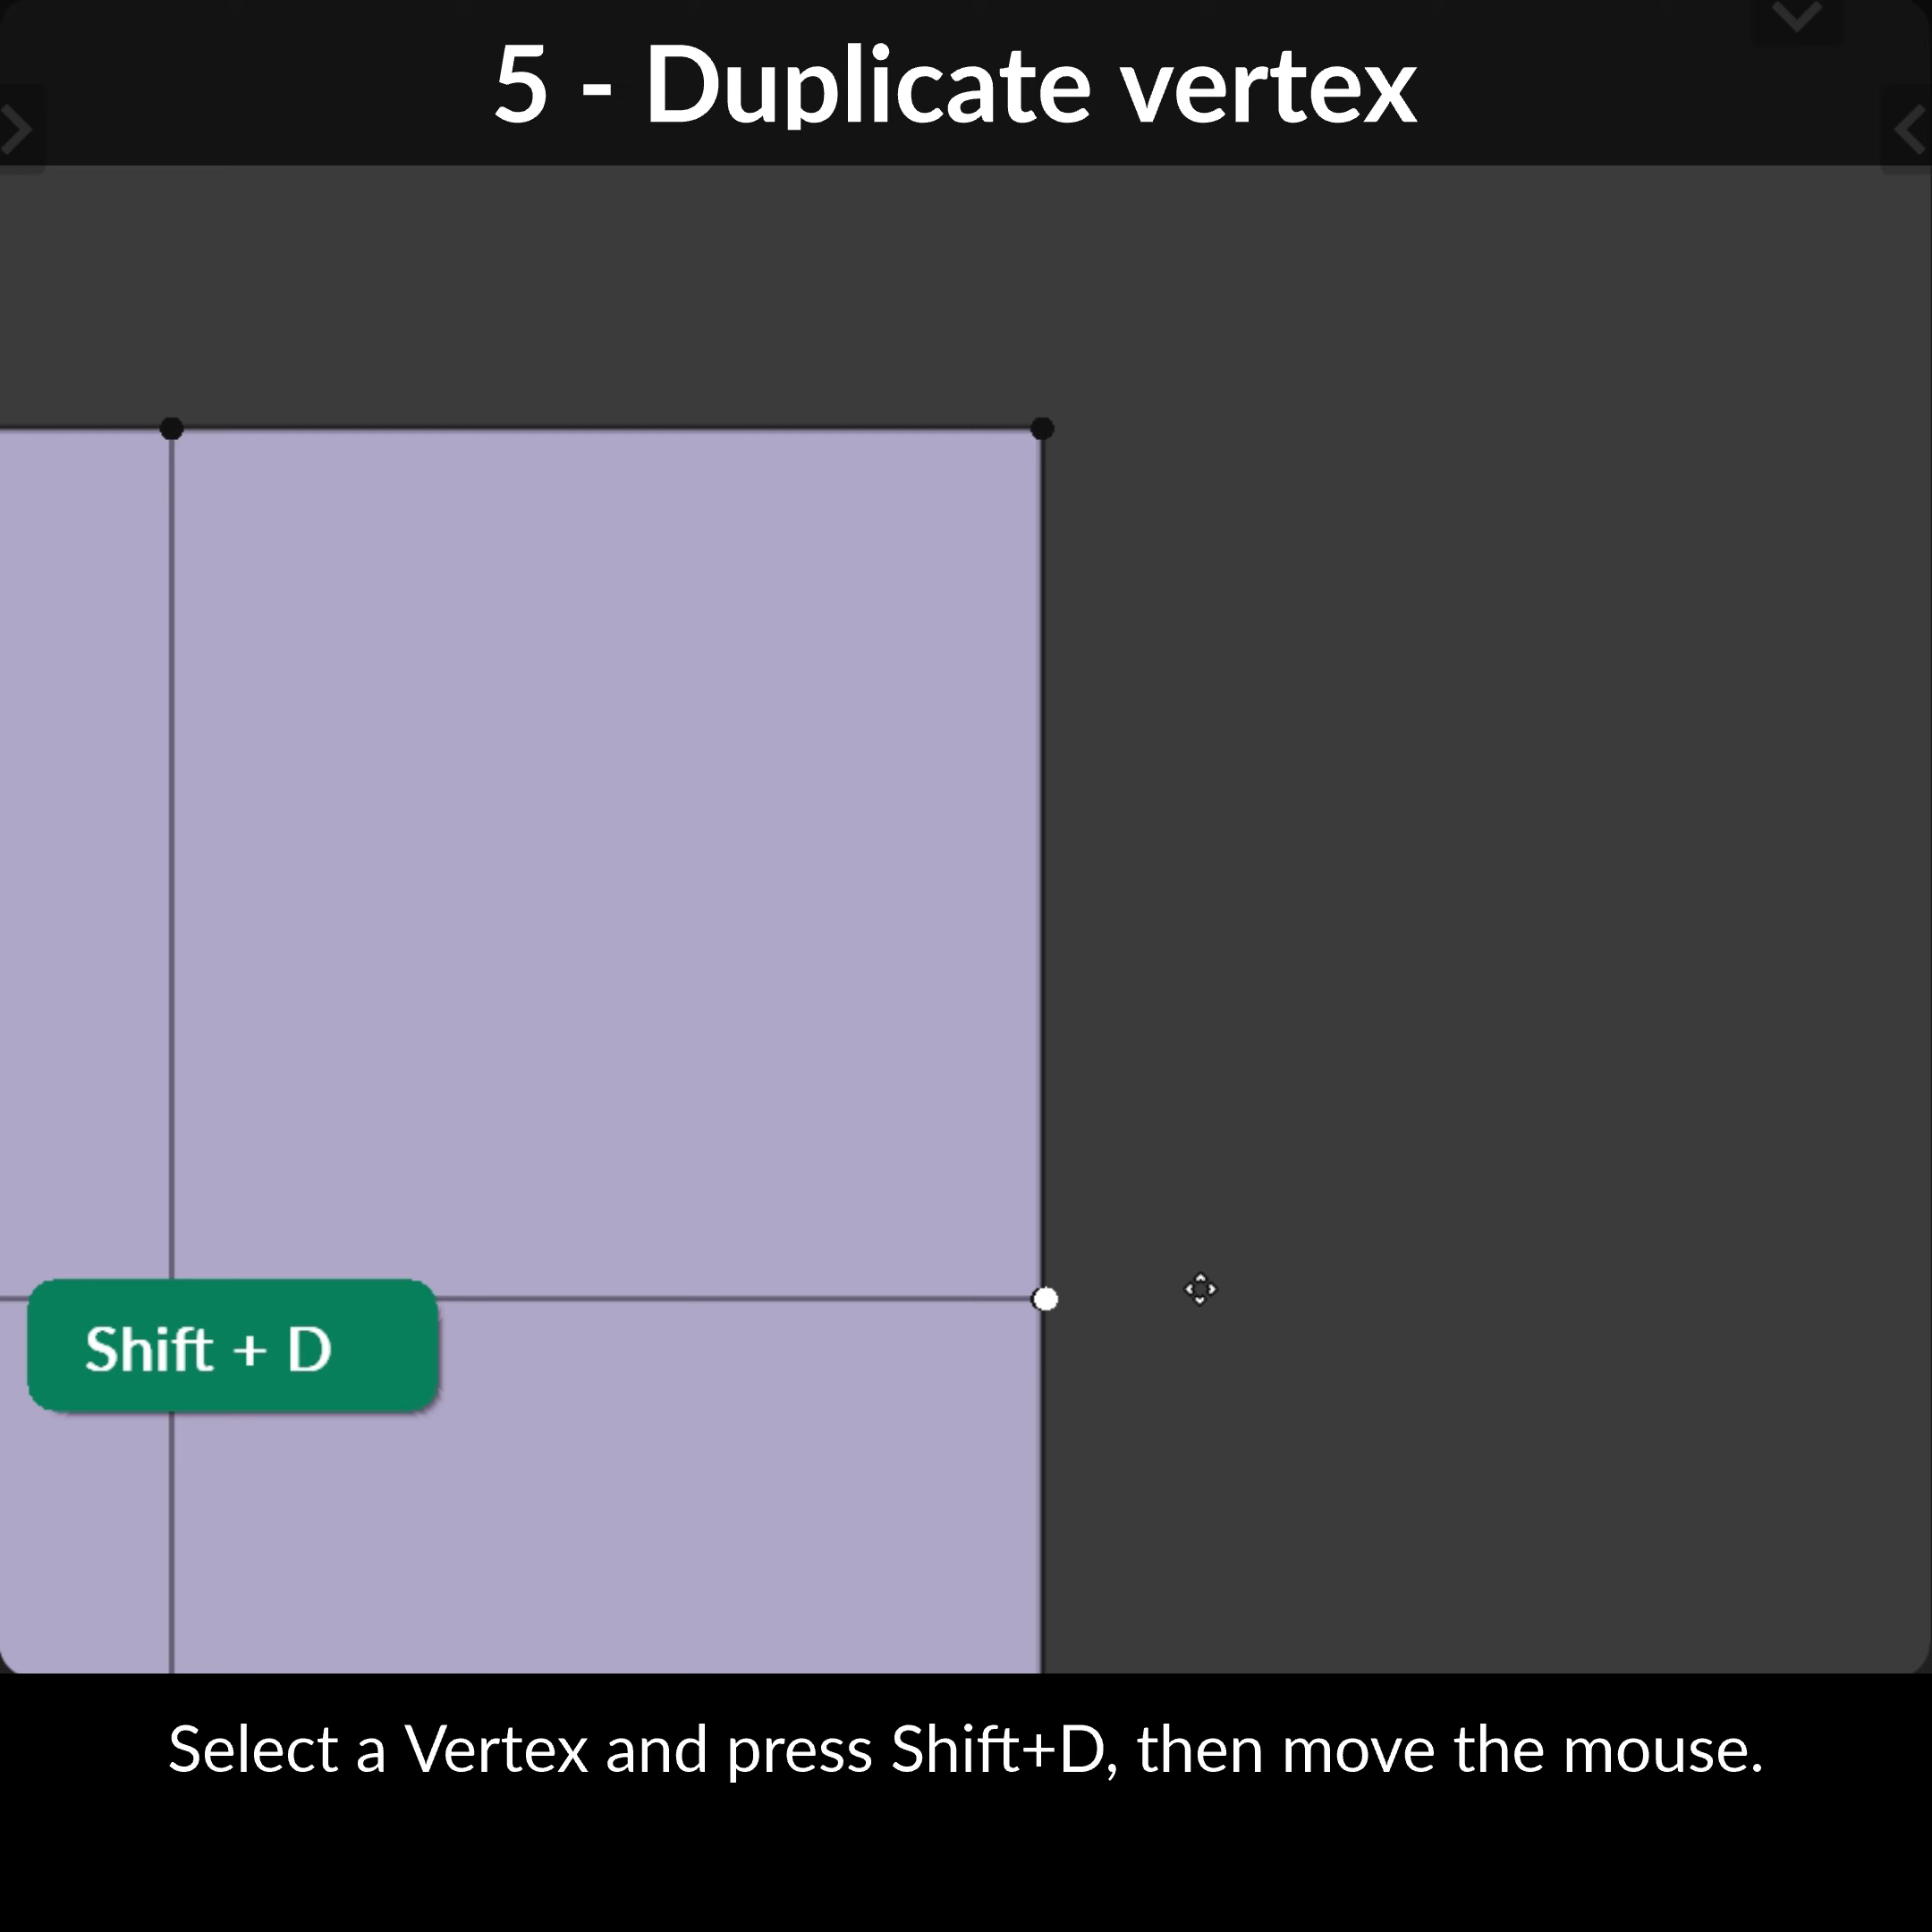 5 - Duplicate vertex
Shift + D
Select a Vertex and press Shift+D, then move the mouse.